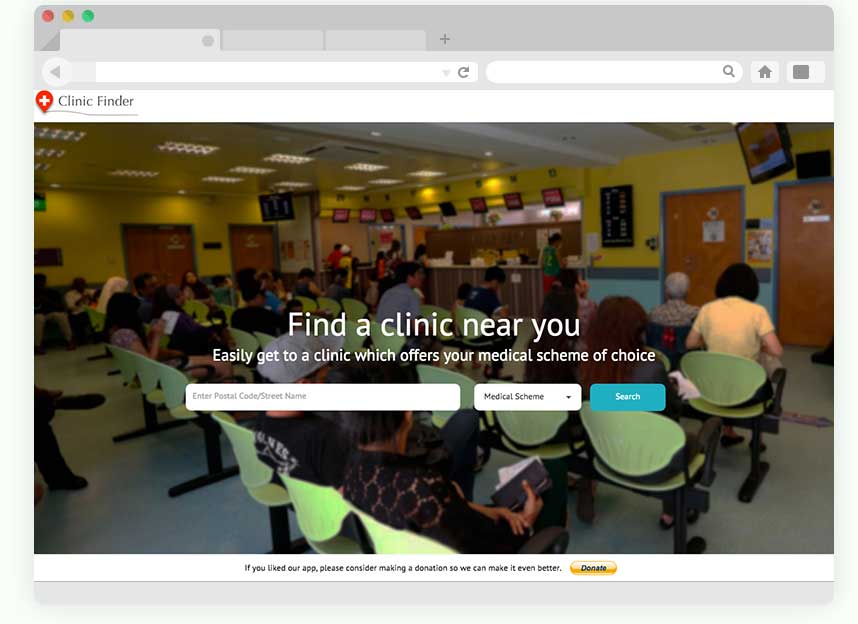 Clinic Finder
Find a clinic near you
Easily get to a clinic which offers your medical scheme of choice
Enter Postal Code/Street Name
Medical Scheme
Search
If you liked our app, please consider making a donation so we can make it even better.
Donate